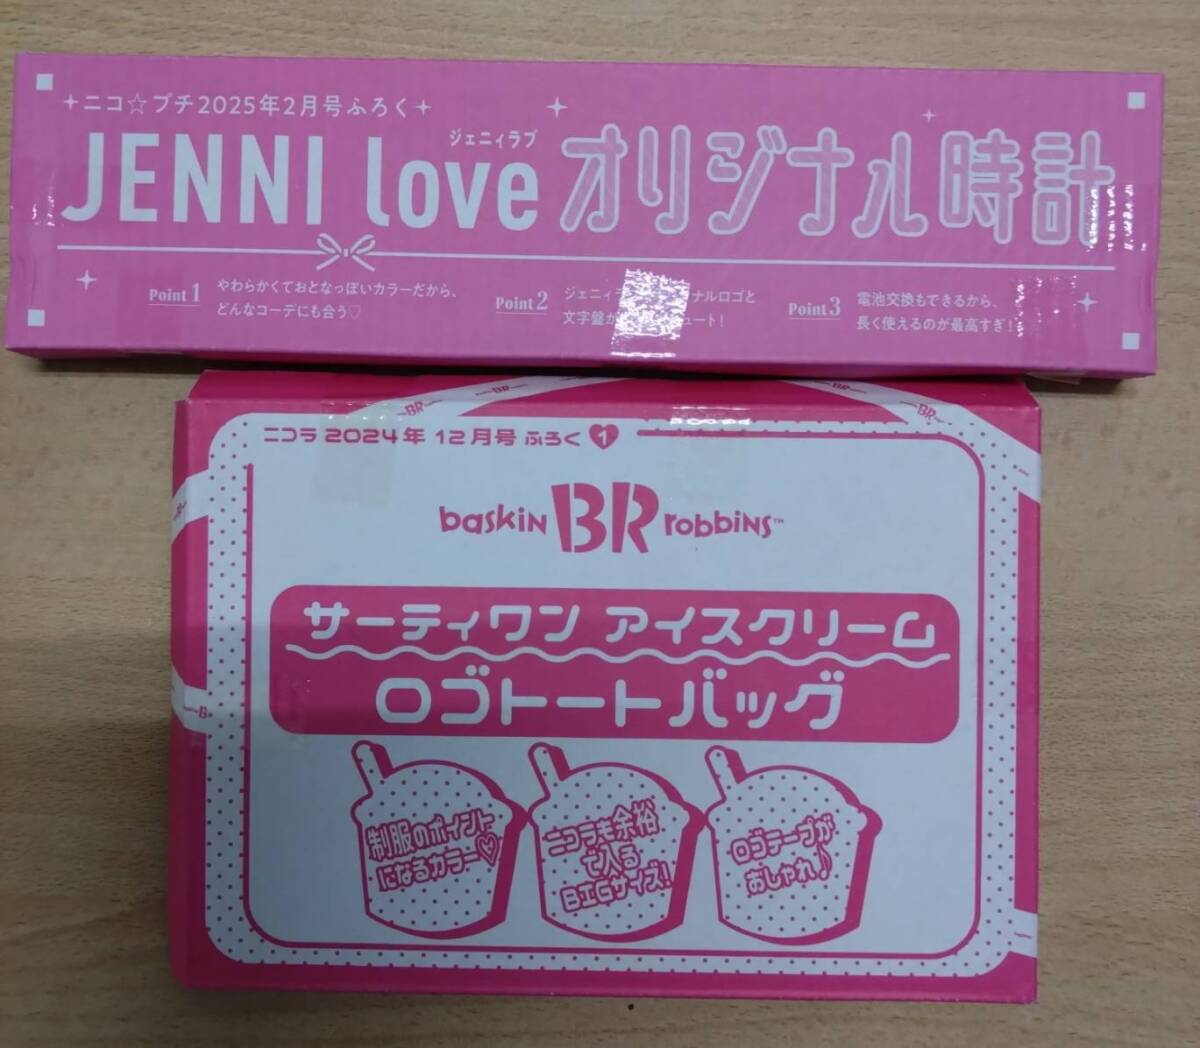 ニコ☆プチ2025年2月号ふろく
ジェニィラブ
JENNI love オリジナル時計
Point1 やわらかくておとなっぽいカラーだから、
どんなコーデにも合う♡
Point2 ジェニィ ナルロゴと
文字盤が ュート!
Point3 電池交換もできるから、
長く使えるのが最高すぎ!
BR
BR
BR
ニコラ 2024年 12月号 ふろく 1
baskin BR robbins™
サーティワン アイスクリーム
ロゴトートバッグ
制服のポイント
になるカラー♡
ニコラも余裕
で入る
BIGサイズ!
ロゴテープが
おしゃれ♪